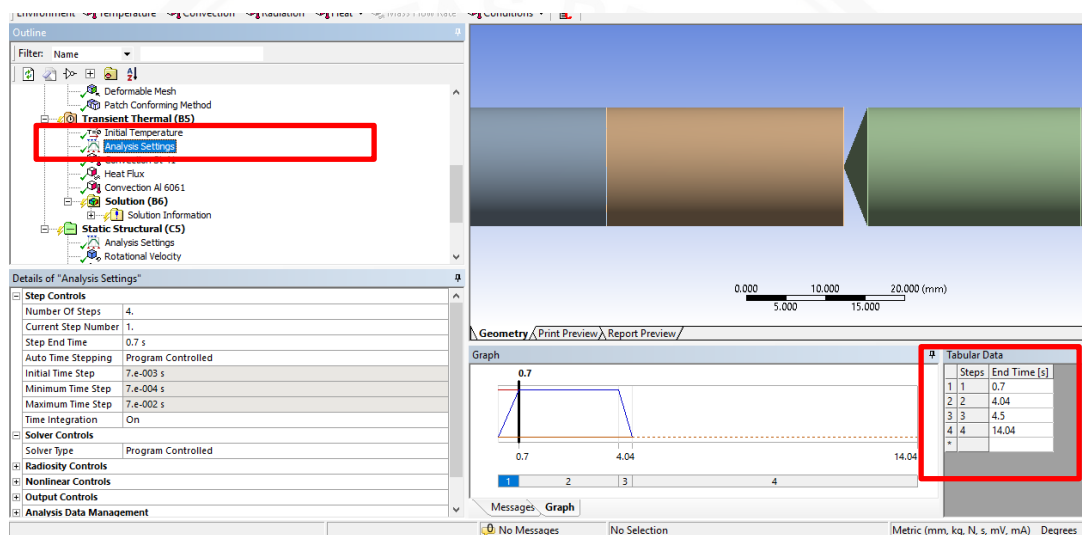 Environment Temperature Convection Radiation Heat Mass Flow Rate Conditions
Outline
Filter: Name
Deformable Mesh
Patch Conforming Method
Transient Thermal (B5)
Initial Temperature
Analysis Settings
Heat Flux
Convection Al 6061
Solution (B6)
Solution Information
Static Structural (C5)
Analysis Settings
Rotational Velocity
Details of "Analysis Settings"
Step Controls
Number Of Steps 4.
Current Step Number 1.
Step End Time 0.7 s
Auto Time Stepping Program Controlled
Initial Time Step 7.e-003 s
Minimum Time Step 7.e-004 s
Maximum Time Step 7.e-002 s
Time Integration On
Solver Controls
Solver Type Program Controlled
Radiosity Controls
Nonlinear Controls
Output Controls
Analysis Data Management
0.000 10.000 20.000 (mm)
5.000 15.000
Geometry Print Preview Report Preview
Graph
0.7
0.7 4.04 14.04
1 2 3 4
Messages Graph
Tabular Data
Steps End Time [s]
1 1 0.7
2 2 4.04
3 3 4.5
4 4 14.04
*
No Messages No Selection Metric (mm, kg, N, s, mV, mA) Degrees